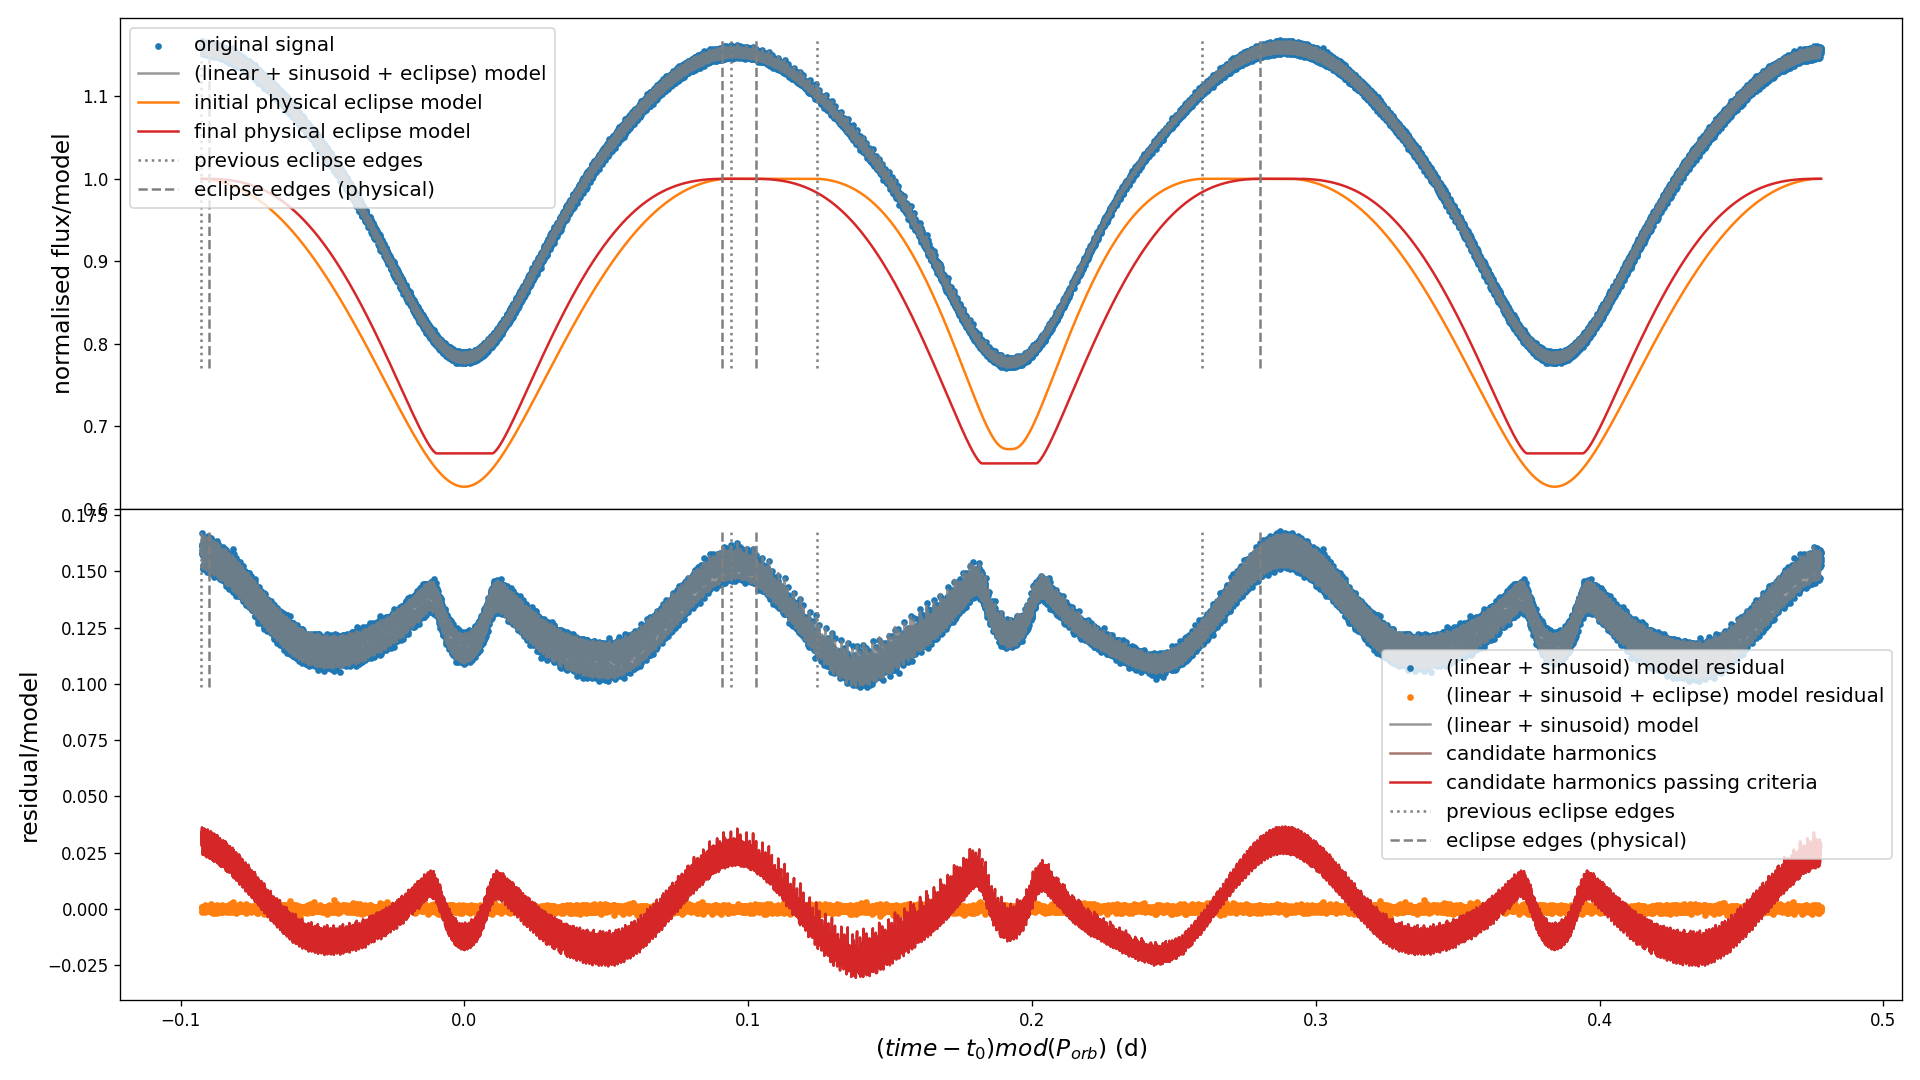 original signal
(linear + sinusoid + eclipse) model
initial physical eclipse model
final physical eclipse model
previous eclipse edges
eclipse edges (physical)
normalised flux/model
1.1
1.0
0.9
0.8
0.7
0.6
0.175
0.150
0.125
0.100
0.075
0.050
0.025
0.000
−0.025
residual/model
(linear + sinusoid) model residual
(linear + sinusoid + eclipse) model residual
(linear + sinusoid) model
candidate harmonics
candidate harmonics passing criteria
previous eclipse edges
eclipse edges (physical)
−0.1 0.0 0.1 0.2 0.3 0.4 0.5
(time − t0)mod(Porb) (d)